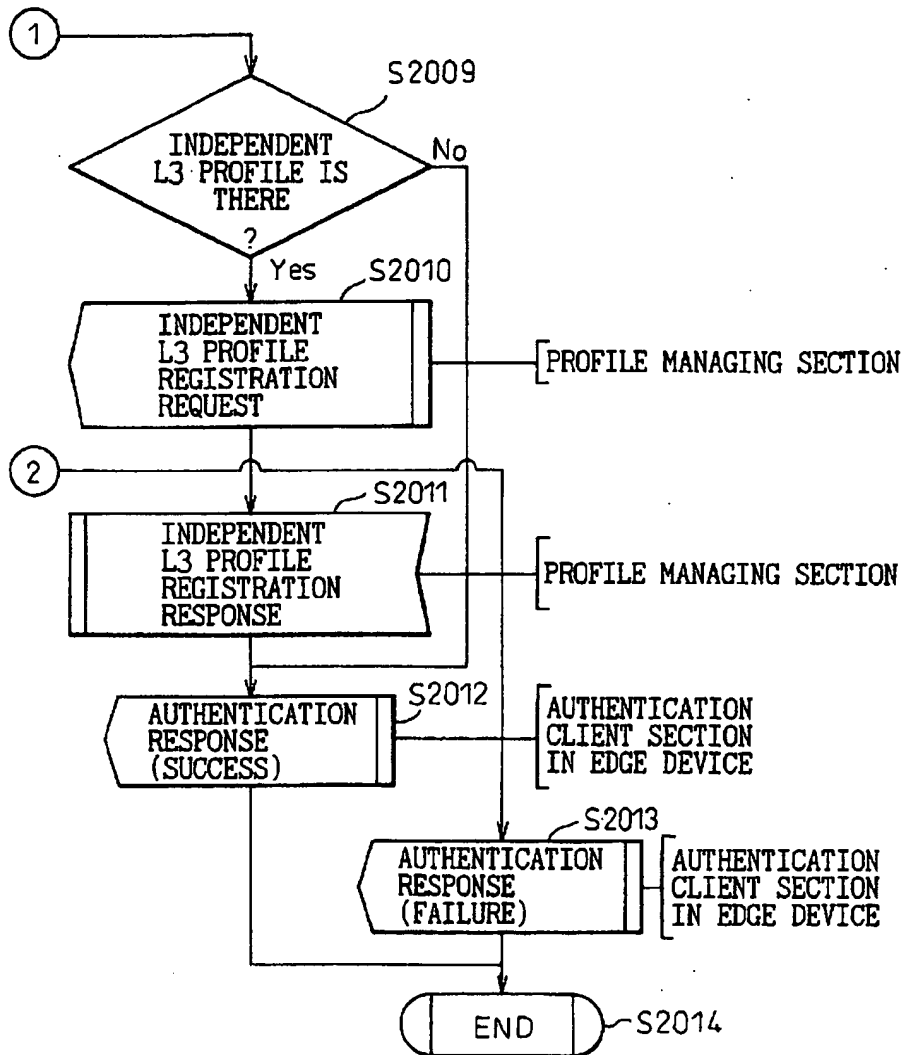 1
S2009
INDEPENDENT
L3 PROFILE IS
THERE
?
No
Yes
S2010
INDEPENDENT
L3 PROFILE
REGISTRATION
REQUEST
PROFILE MANAGING SECTION
2
S2011
INDEPENDENT
L3 PROFILE
REGISTRATION
RESPONSE
PROFILE MANAGING SECTION
S2012
AUTHENTICATION
RESPONSE
(SUCCESS)
AUTHENTICATION
CLIENT SECTION
IN EDGE DEVICE
S2013
AUTHENTICATION
RESPONSE
(FAILURE)
AUTHENTICATION
CLIENT SECTION
IN EDGE DEVICE
END
S2014